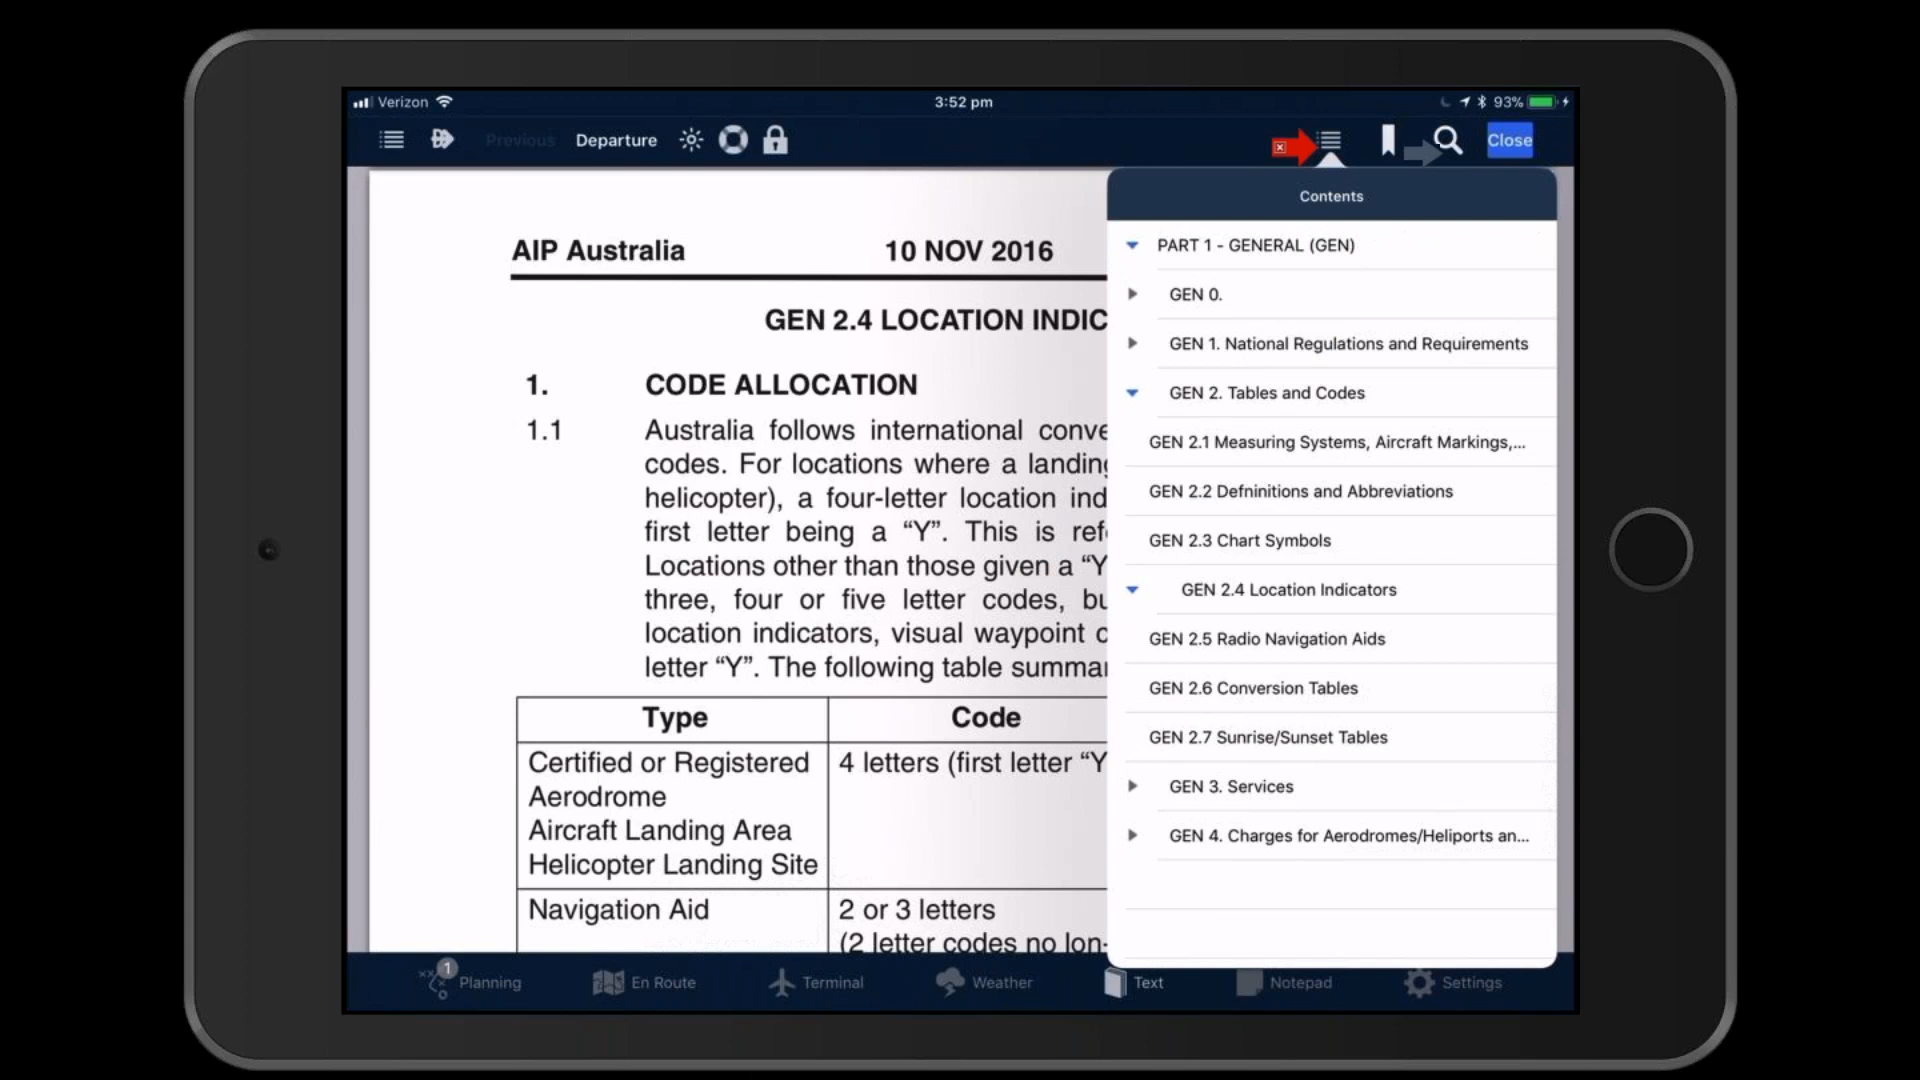 Verizon
3:52 pm
93%
Previous
Departure
Close
AIP Australia
10 NOV 2016
GEN 2.4 LOCATION INDIC
1.
CODE ALLOCATION
1.1
Australia follows international conve
codes. For locations where a landing
helicopter), a four-letter location ind
first letter being a “Y”. This is refe
Locations other than those given a “Y
three, four or five letter codes, bu
location indicators, visual waypoint c
letter “Y”. The following table summar
Type
Code
Certified or Registered
Aerodrome
Aircraft Landing Area
Helicopter Landing Site
4 letters (first letter “Y
Navigation Aid
2 or 3 letters
(2 letter codes no lon-
Contents
PART 1 - GENERAL (GEN)
GEN 0.
GEN 1. National Regulations and Requirements
GEN 2. Tables and Codes
GEN 2.1 Measuring Systems, Aircraft Markings,...
GEN 2.2 Defninitions and Abbreviations
GEN 2.3 Chart Symbols
GEN 2.4 Location Indicators
GEN 2.5 Radio Navigation Aids
GEN 2.6 Conversion Tables
GEN 2.7 Sunrise/Sunset Tables
GEN 3. Services
GEN 4. Charges for Aerodromes/Heliports an...
1
Planning
En Route
Terminal
Weather
Text
Notepad
Settings